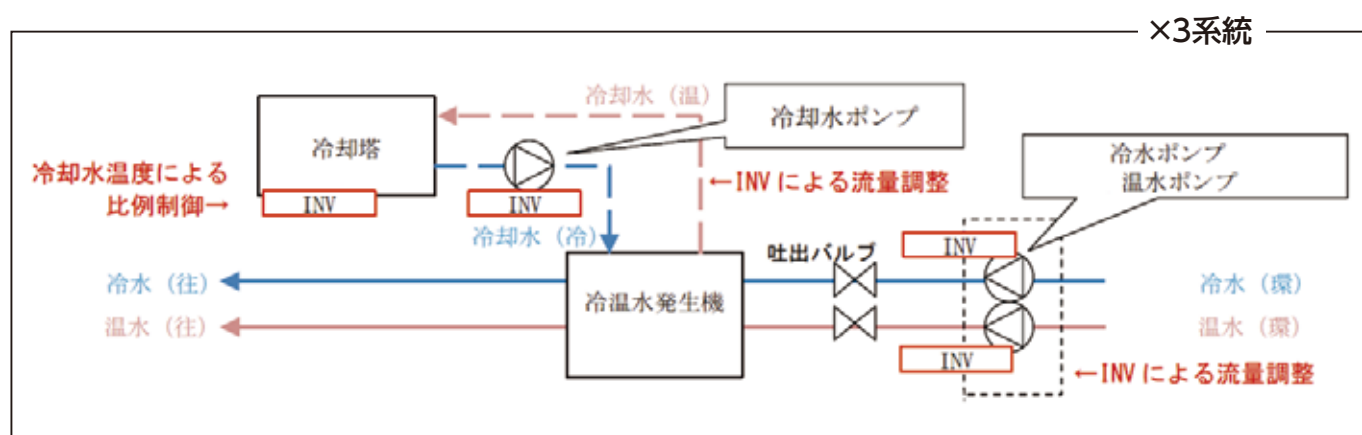 ×3系統
冷却水（温）
冷却水ポンプ
冷却塔
冷水ポンプ
温水ポンプ
冷却水温度による
比例制御→
←INVによる流量調整
INV
INV
冷却水（冷）
吐出バルブ
INV
冷水（往）
冷温水発生機
冷水（環）
温水（往）
温水（環）
INV
←INVによる流量調整